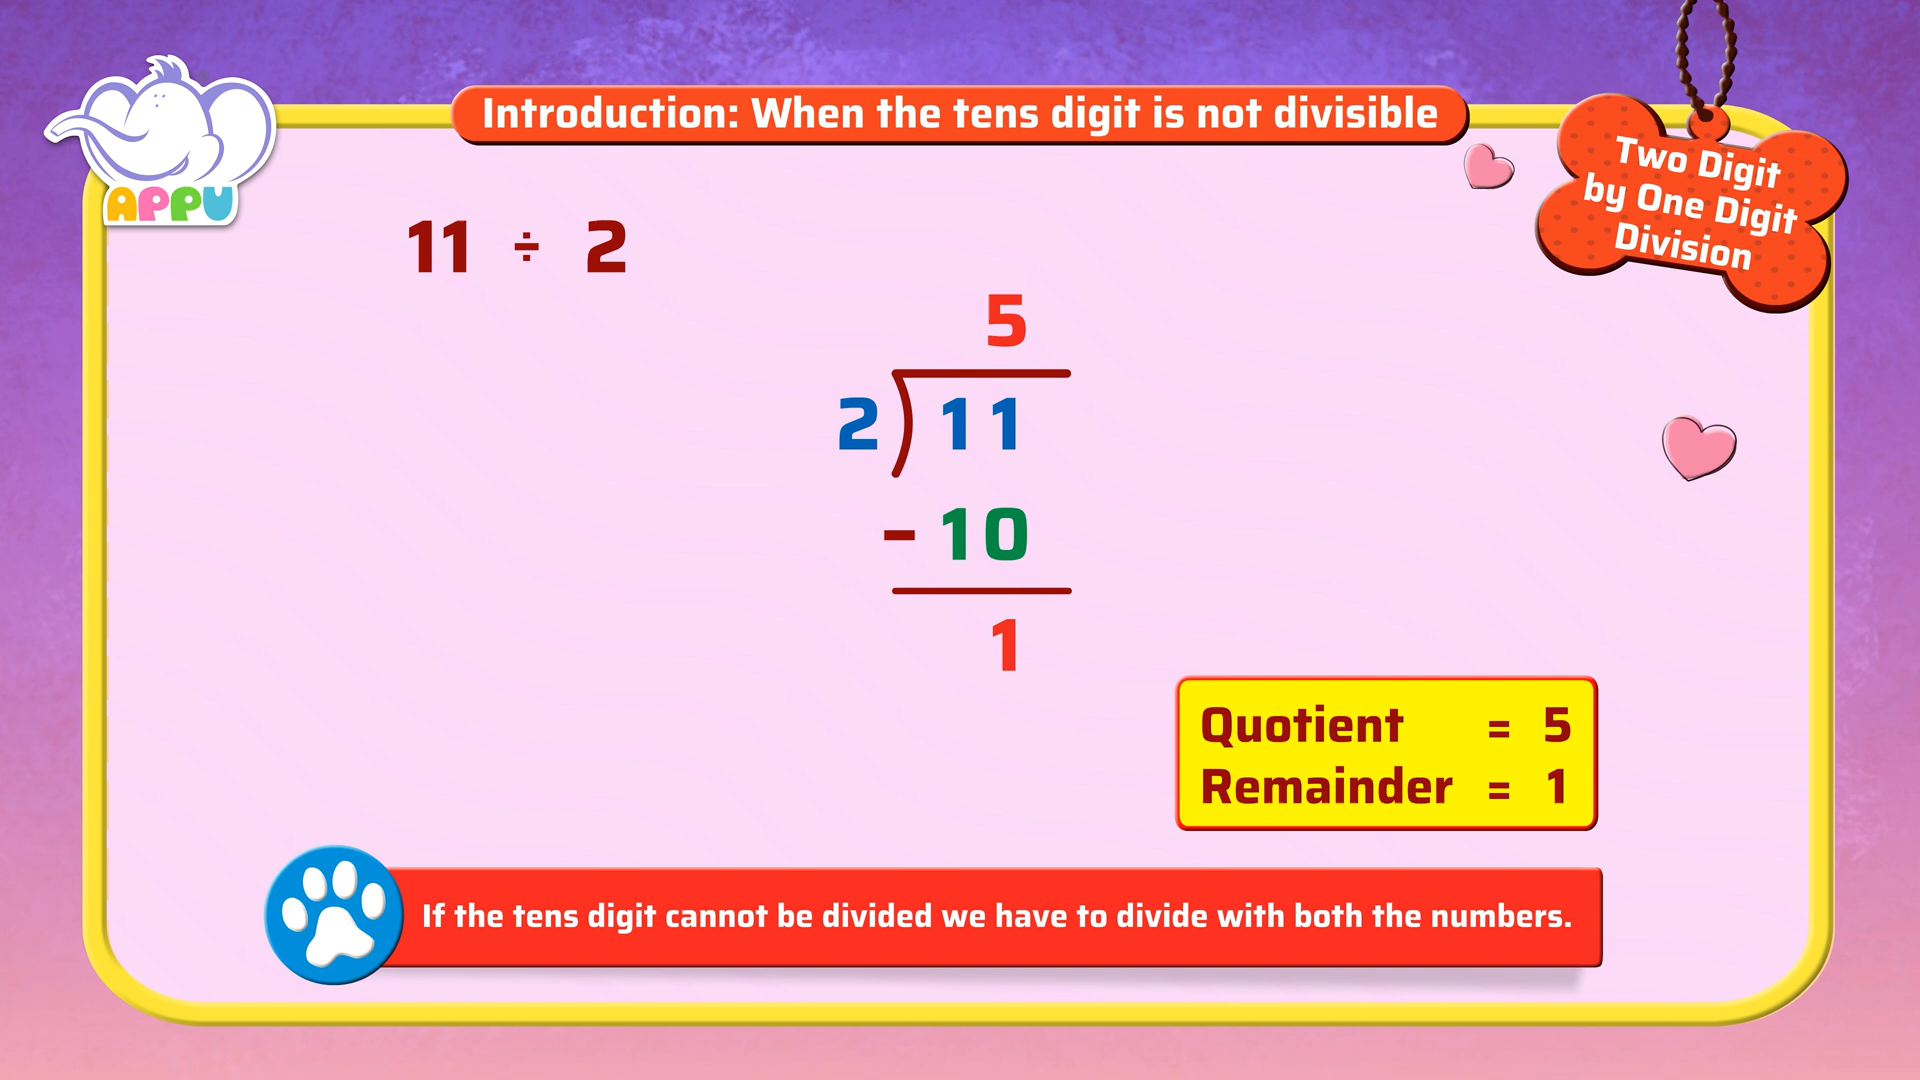 APPU
Introduction: When the tens digit is not divisible
Two Digit
by One Digit
Division
11 ÷ 2
5
2 ) 11
- 10
1
Quotient = 5
Remainder = 1
If the tens digit cannot be divided we have to divide with both the numbers.